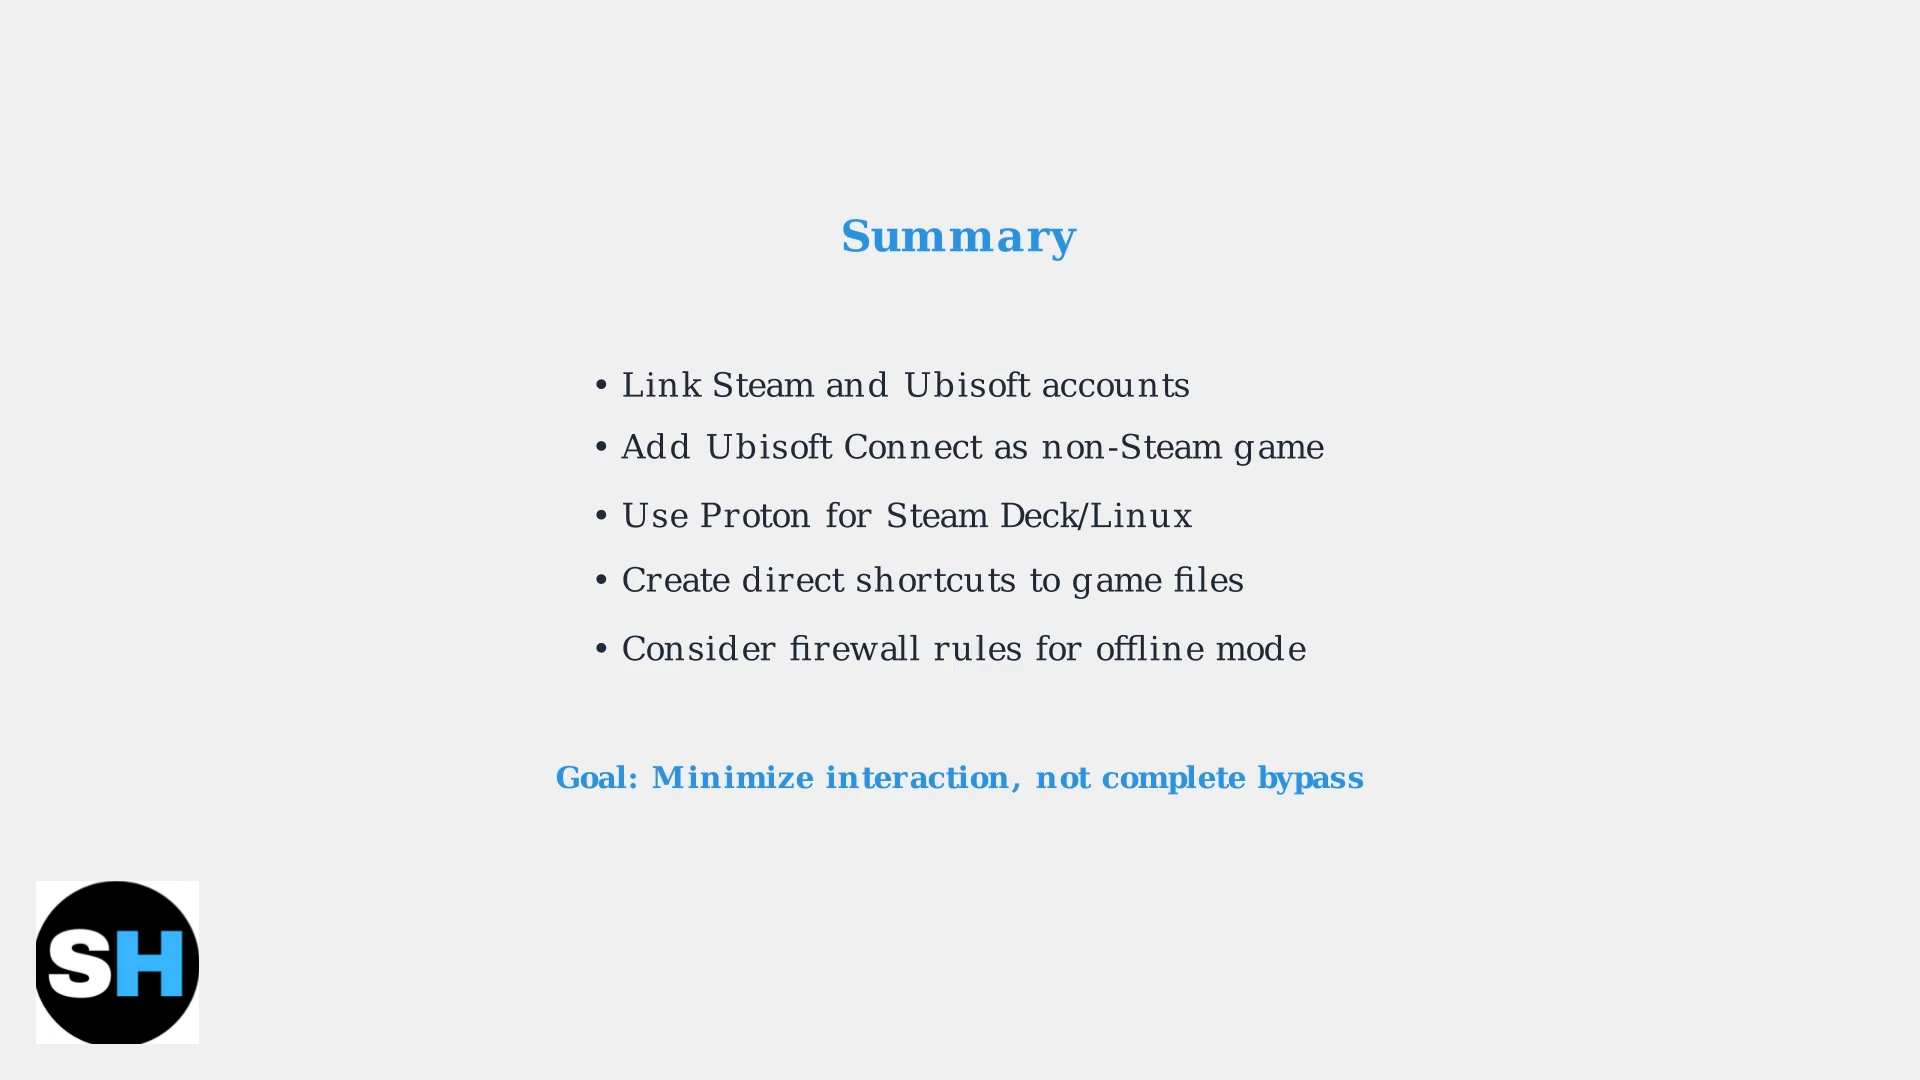 Summary
• Link Steam and Ubisoft accounts
• Add Ubisoft Connect as non-Steam game
• Use Proton for Steam Deck/Linux
• Create direct shortcuts to game files
• Consider firewall rules for offline mode
Goal: Minimize interaction, not complete bypass
SH